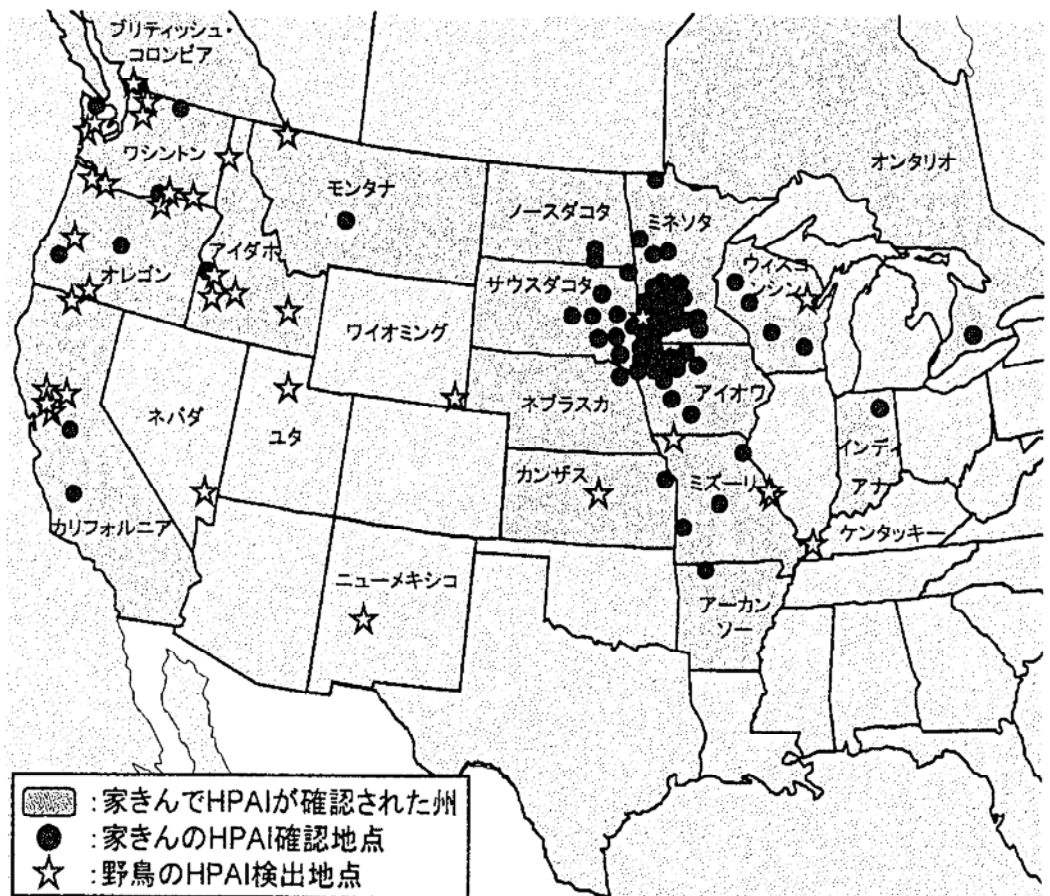 ブリティッシュ・
コロンビア
オンタリオ
ワシントン
モンタナ
ノースダコタ
ミネソタ
アイダホ
オレゴン
サウスダコタ
ウィスコ
ンシン
ワイオミング
アイオワ
ネブラスカ
ネバダ
ユタ
インディ
アナ
カンザス
ミズーリ
カリフォルニア
ケンタッキー
ニューメキシコ
アーカン
ソー
:家きんでHPAIが確認された州
:家きんのHPAI確認地点
:野鳥のHPAI検出地点